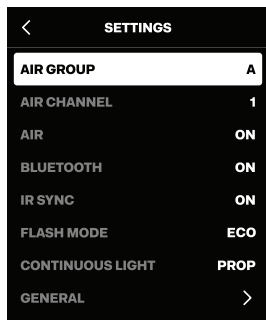 SETTINGS
AIR GROUP A
AIR CHANNEL 1
AIR ON
BLUETOOTH ON
IR SYNC ON
FLASH MODE ECO
CONTINUOUS LIGHT PROP
GENERAL